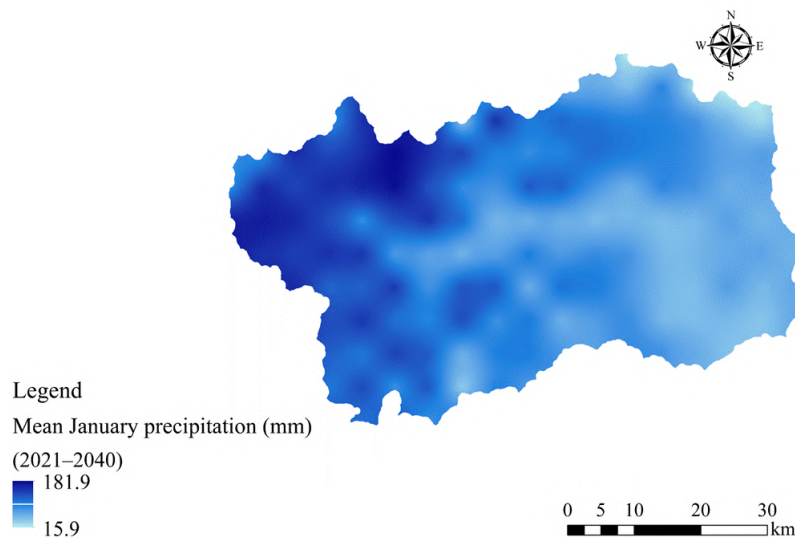 N
W E
S
Legend
Mean January precipitation (mm)
(2021–2040)
181.9
15.9
0 5 10 20 30
km